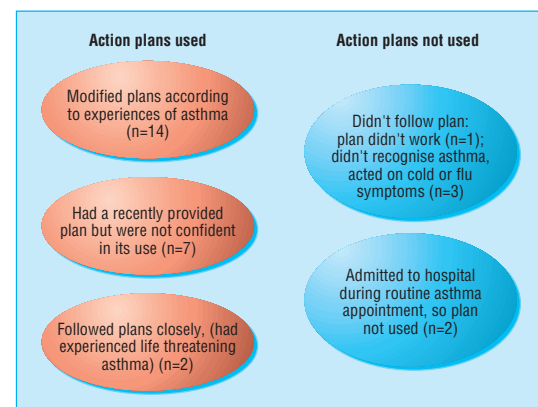 Action plans used
Modified plans according
to experiences of asthma
(n=14)
Had a recently provided
plan but were not confident
in its use (n=7)
Followed plans closely, (had
experienced life threatening
asthma) (n=2)
Action plans not used
Didn't follow plan:
plan didn't work (n=1);
didn't recognise asthma,
acted on cold or flu
symptoms (n=3)
Admitted to hospital
during routine asthma
appointment, so plan
not used (n=2)